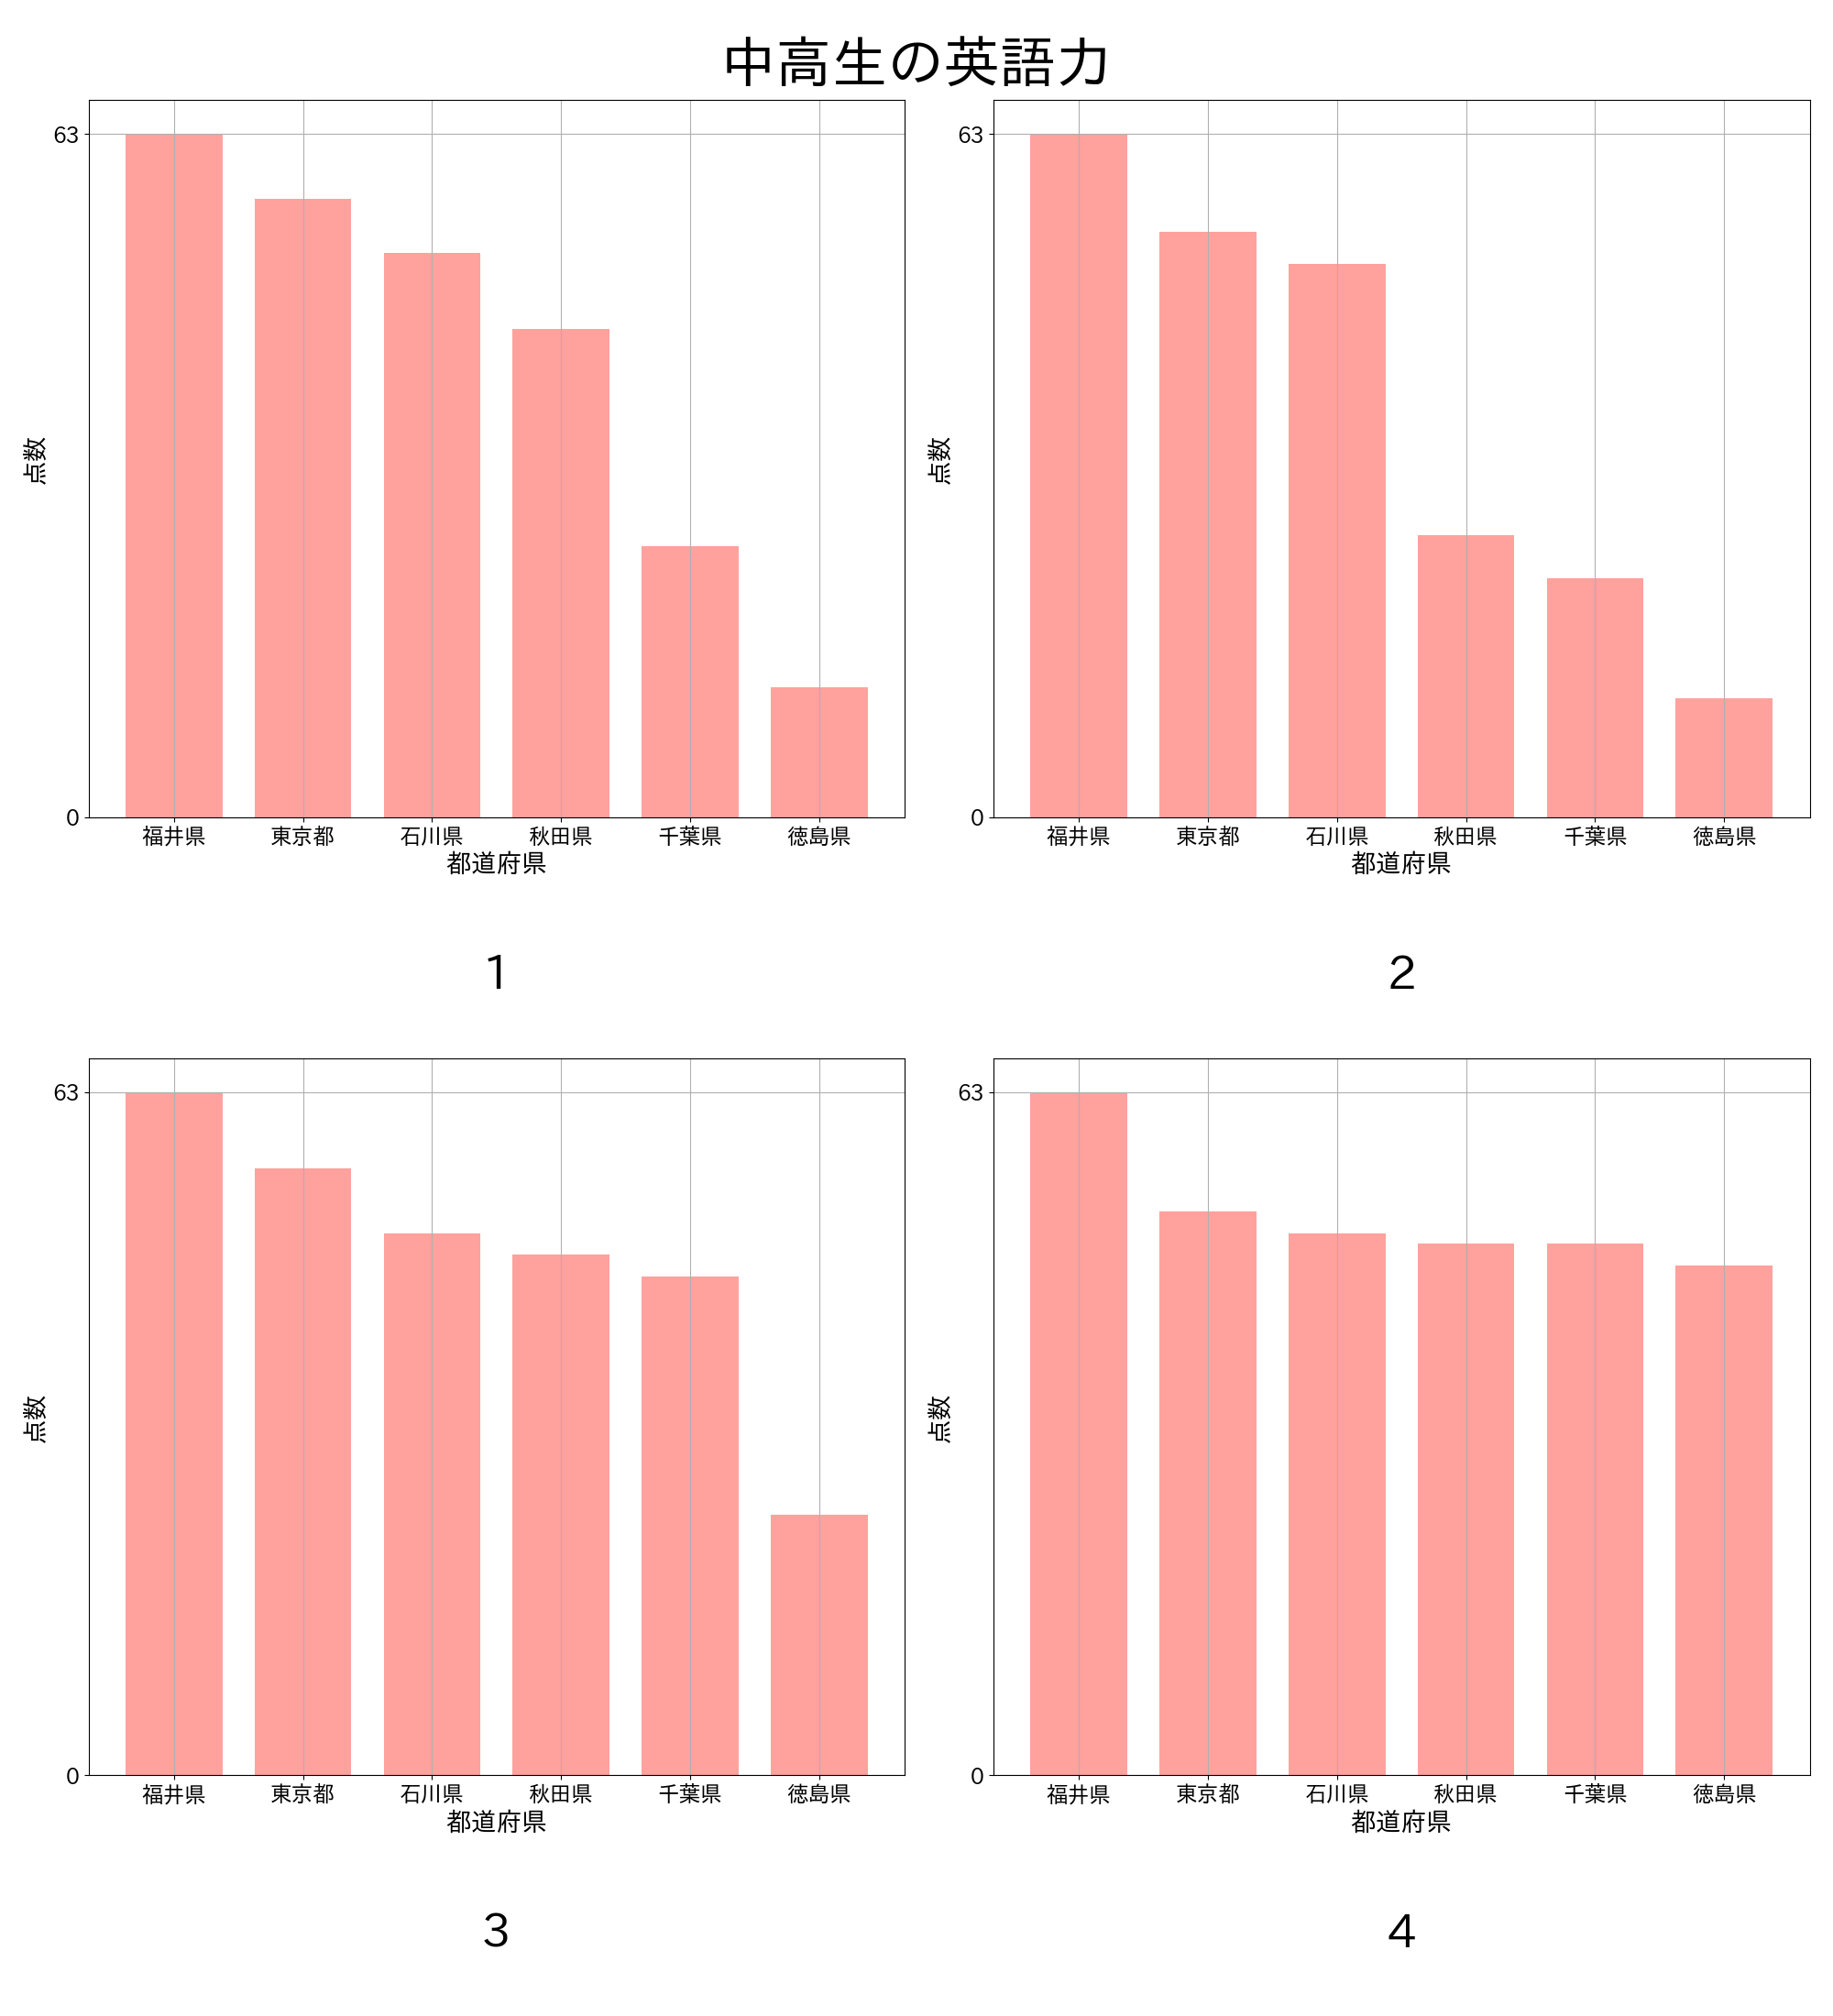 中高生の英語力
63
0
点数
福井県 東京都 石川県 秋田県 千葉県 徳島県
都道府県
1
63
0
点数
福井県 東京都 石川県 秋田県 千葉県 徳島県
都道府県
2
63
0
点数
福井県 東京都 石川県 秋田県 千葉県 徳島県
都道府県
3
63
0
点数
福井県 東京都 石川県 秋田県 千葉県 徳島県
都道府県
4